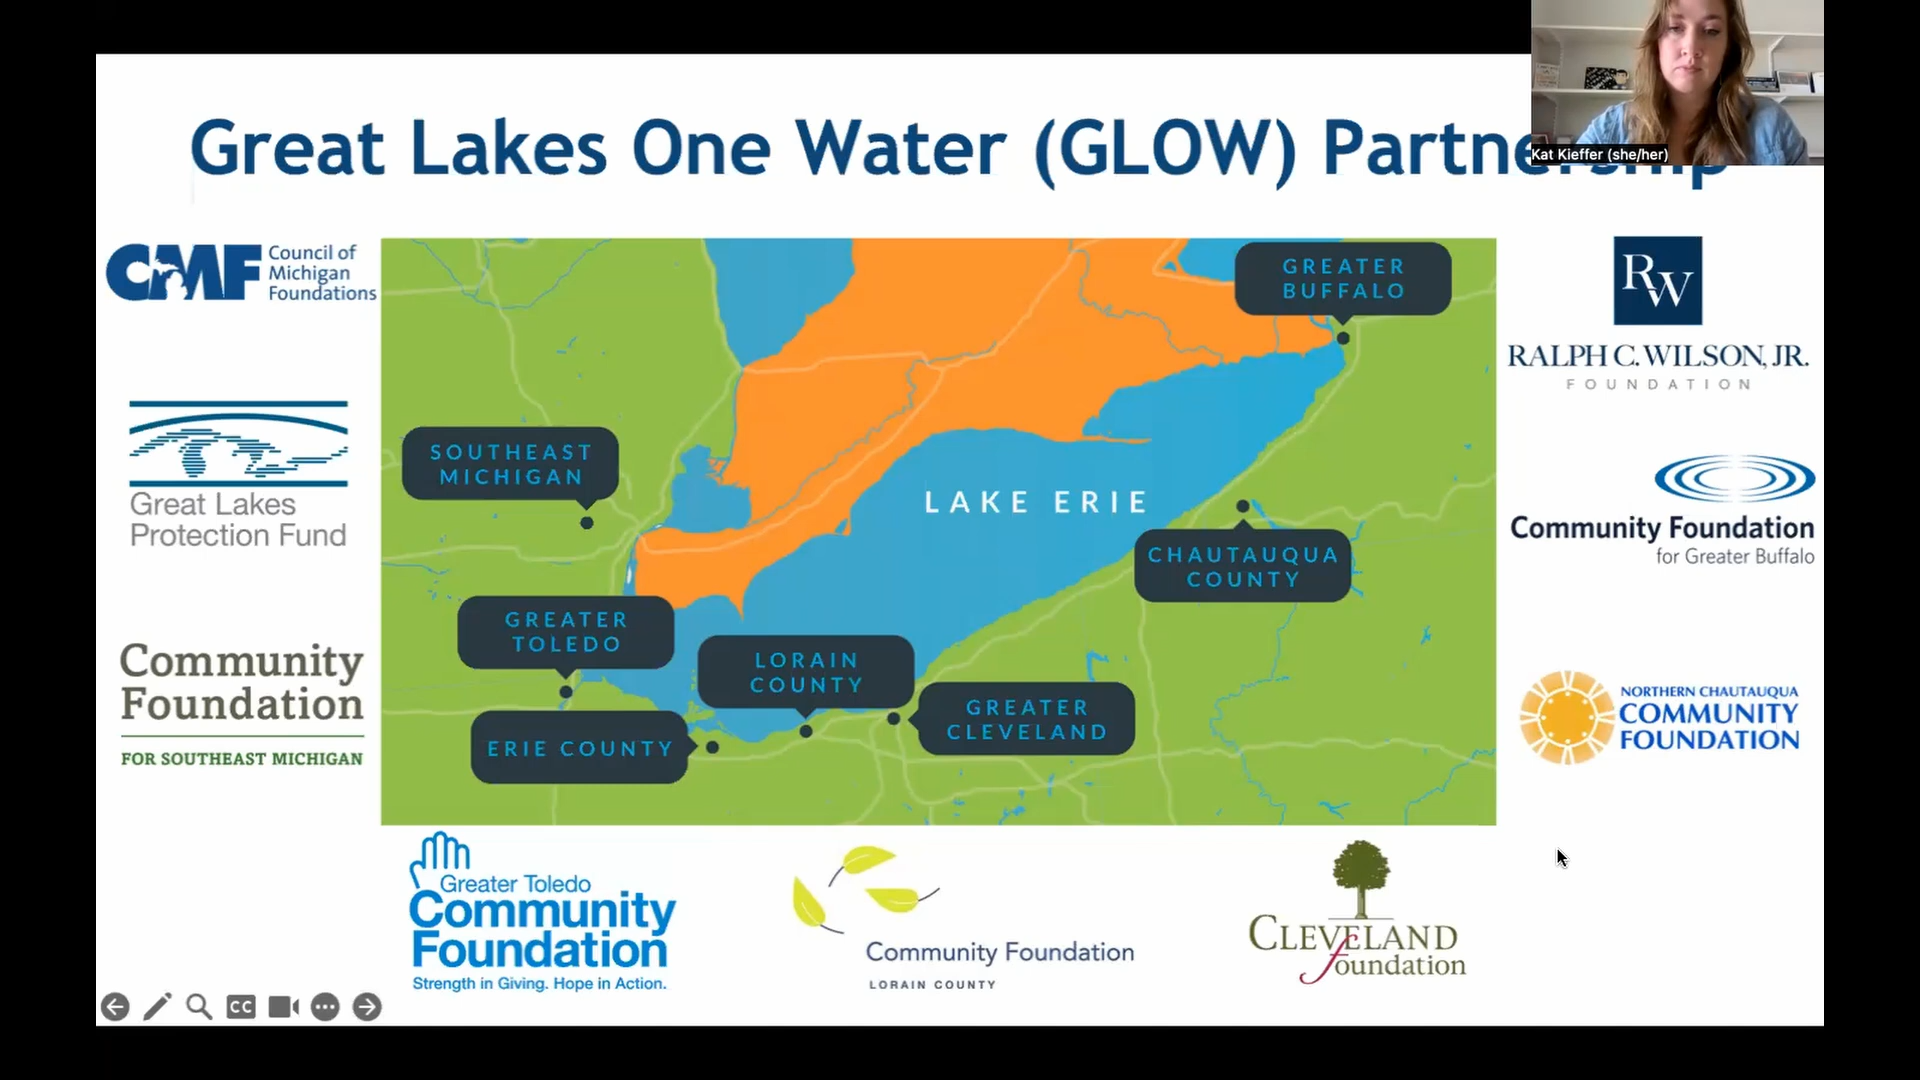 Great Lakes One Water (GLOW) Partnership
Kat Kieffer (she/her)
CMF
Council of
Michigan
Foundations
GREATER
BUFFALO
RW
RALPH C. WILSON, JR.
FOUNDATION
Great Lakes
Protection Fund
SOUTHEAST
MICHIGAN
LAKE ERIE
Community Foundation
for Greater Buffalo
CHAUTAUQUA
COUNTY
GREATER
TOLEDO
LORAIN
COUNTY
Community
Foundation
FOR SOUTHEAST MICHIGAN
ERIE COUNTY
GREATER
CLEVELAND
NORTHERN CHAUTAUQUA
COMMUNITY
FOUNDATION
Greater Toledo
Community
Foundation
Strength in Giving. Hope in Action.
Community Foundation
LORAIN COUNTY
CLEVELAND
foundation
CC